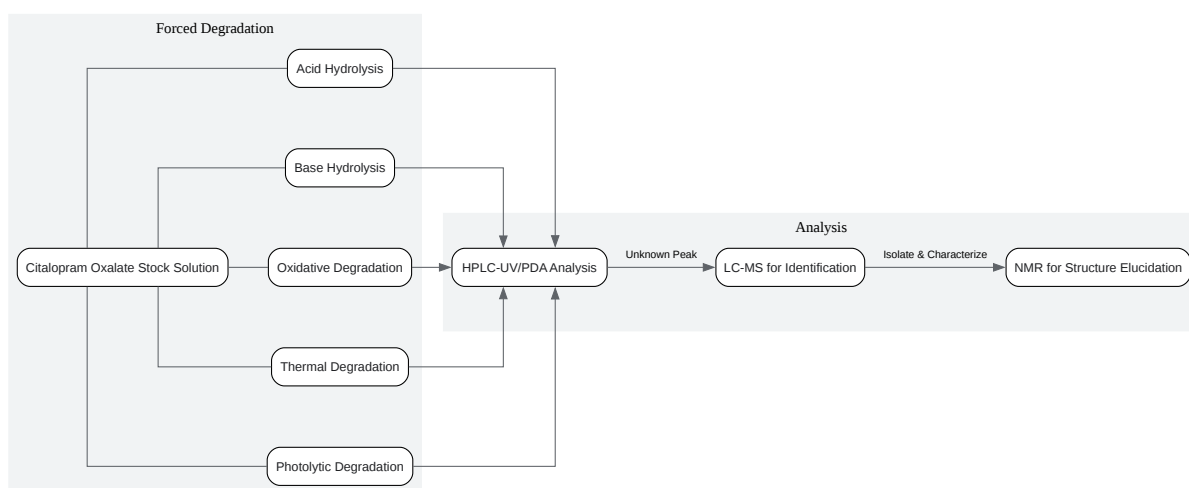 Forced Degradation
Acid Hydrolysis
Base Hydrolysis
Analysis
Citalopram Oxalate Stock Solution
Oxidative Degradation
HPLC-UV/PDA Analysis
Unknown Peak
LC-MS for Identification
Isolate & Characterize
NMR for Structure Elucidation
Thermal Degradation
Photolytic Degradation